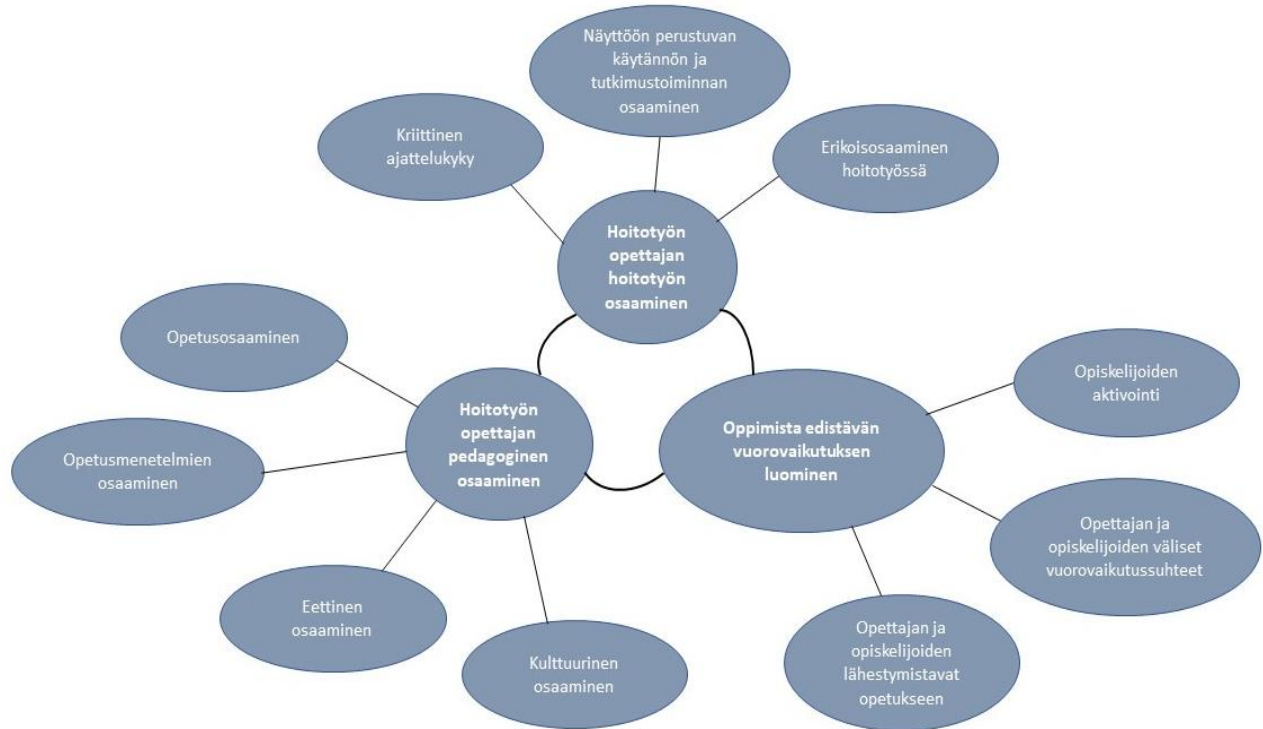 Näyttöön perustuvan
käytännön ja
tutkimustoiminnan
osaaminen
Kriittinen
ajattelukyky
Erikoisosaaminen
hoitotyössä
Hoitotyön
opettajan
hoitotyön
osaaminen
Opetusosaaminen
Hoitotyön
opettajan
pedagoginen
osaaminen
Oppimista edistävän
vuorovaikutuksen
luominen
Opiskelijoiden
aktivointi
Opetusmenetelmien
osaaminen
Opettajan ja
opiskelijoiden väliset
vuorovaikutussuhteet
Eettinen
osaaminen
Kulttuurinen
osaaminen
Opettajan ja
opiskelijoiden
lähestymistavat
opetukseen